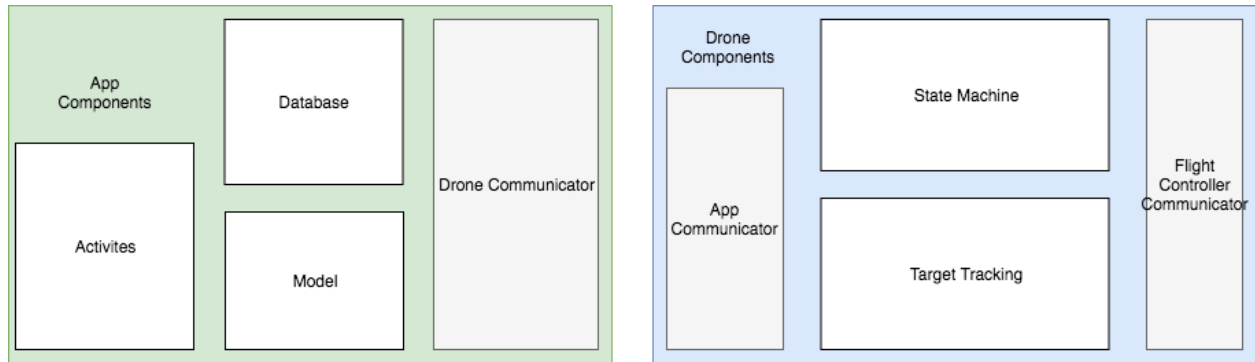 App
Components
Database
Drone Communicator
Activites
Model
Drone
Components
State Machine
App
Communicator
Flight
Controller
Communicator
Target Tracking